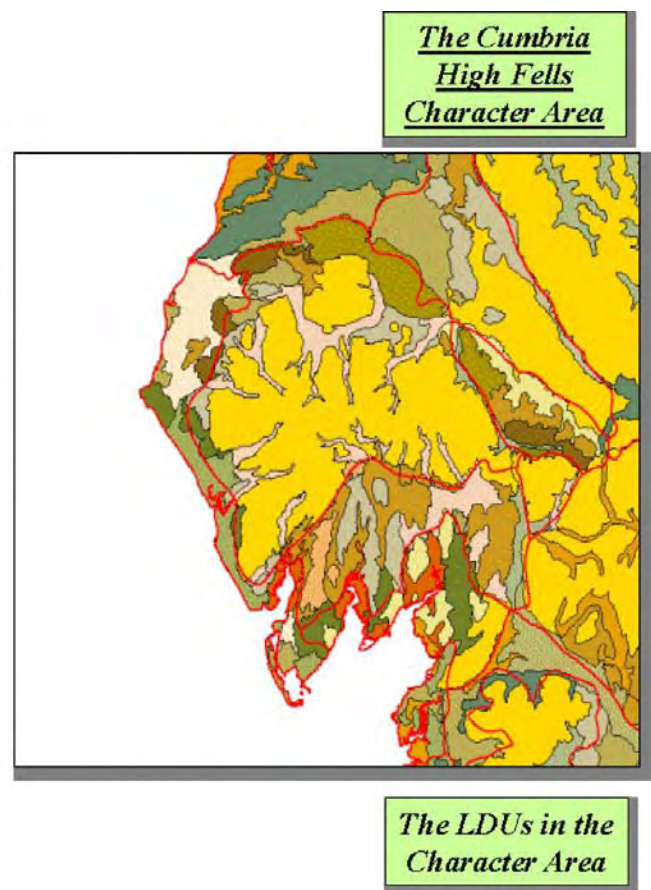 The Cumbria
High Fells
Character Area
The LDUs in the
Character Area